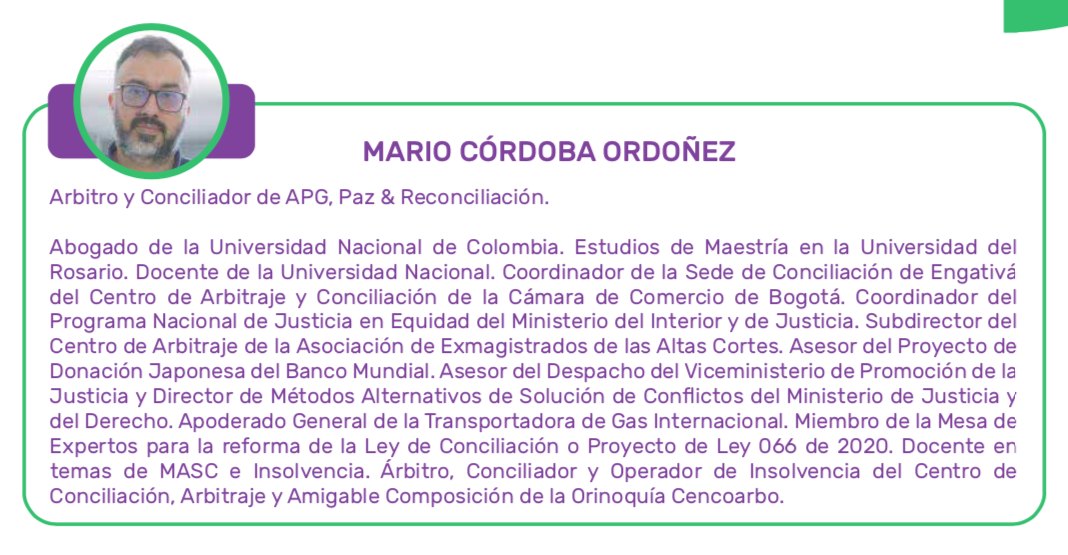 MARIO CÓRDOBA ORDOÑEZ
Arbitro y Conciliador de APG, Paz & Reconciliación.
Abogado de la Universidad Nacional de Colombia. Estudios de Maestría en la Universidad del
Rosario. Docente de la Universidad Nacional. Coordinador de la Sede de Conciliación de Engativá
del Centro de Arbitraje y Conciliación de la Cámara de Comercio de Bogotá. Coordinador del
Programa Nacional de Justicia en Equidad del Ministerio del Interior y de Justicia. Subdirector del
Centro de Arbitraje de la Asociación de Exmagistrados de las Altas Cortes. Asesor del Proyecto de
Donación Japonesa del Banco Mundial. Asesor del Despacho del Viceministerio de Promoción de la
Justicia y Director de Métodos Alternativos de Solución de Conflictos del Ministerio de Justicia y
del Derecho. Apoderado General de la Transportadora de Gas Internacional. Miembro de la Mesa de
Expertos para la reforma de la Ley de Conciliación o Proyecto de Ley 066 de 2020. Docente en
temas de MASC e Insolvencia. Árbitro, Conciliador y Operador de Insolvencia del Centro de
Conciliación, Arbitraje y Amigable Composición de la Orinoquía Cencoarbo.